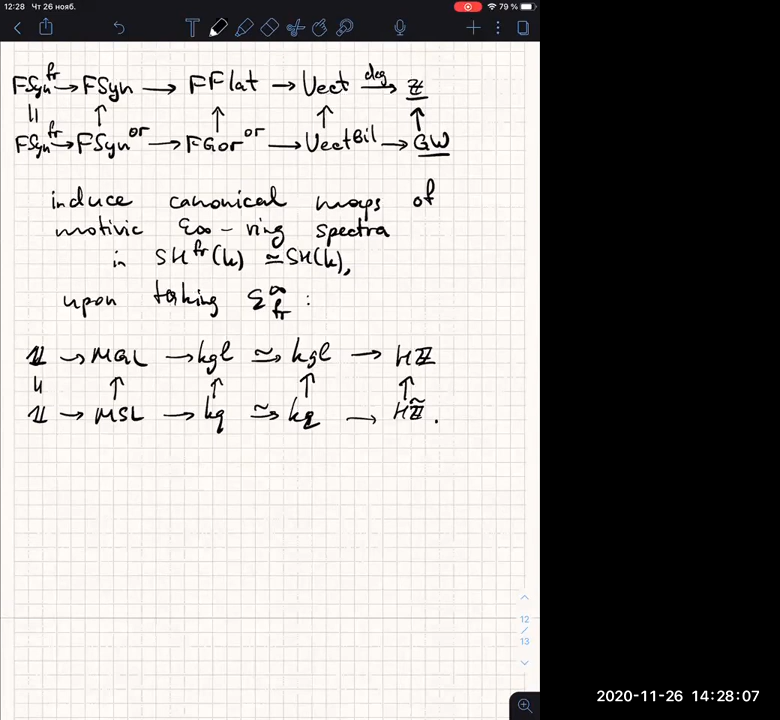 12:28 Чт 26 нояб. 79 %
FSyn^fr → FSyn → FFlat → Vect —deg→ ℤ
FSyn^fr → FSyn^or → FGor^or → VectBil → GW
induce canonical maps of
motivic E∞-ring spectra
in SH^fr(k) ≃ SH(k),
upon taking Σ^∞_fr :
𝟙 → MGL → kgl ≃→ kgl → Hℤ
𝟙 → MSL → kq ≃→ kq → Hℤ̃.
12 / 13
2020-11-26 14:28:07